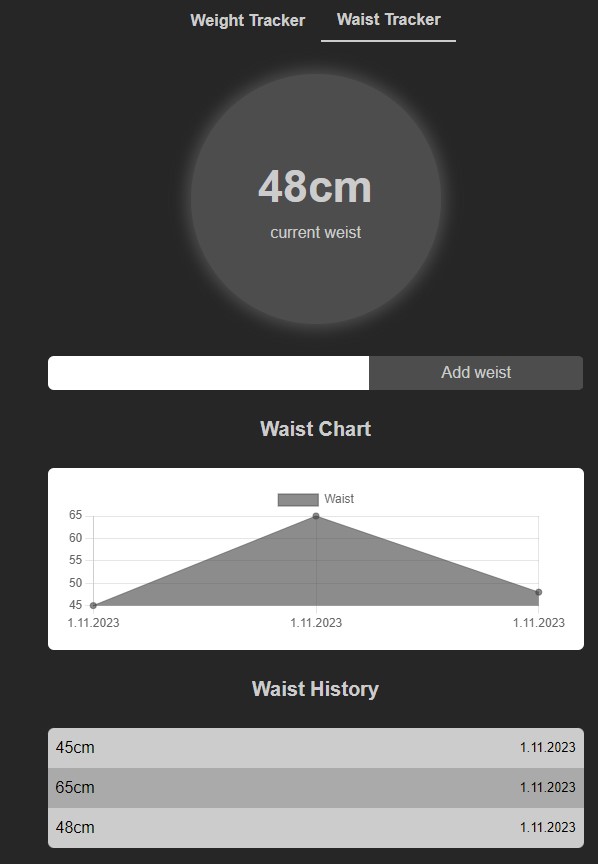 Weight Tracker Waist Tracker
48cm
current weist
Add weist
Waist Chart
Waist
65
60
55
50
45
1.11.2023 1.11.2023 1.11.2023
Waist History
45cm 1.11.2023
65cm 1.11.2023
48cm 1.11.2023